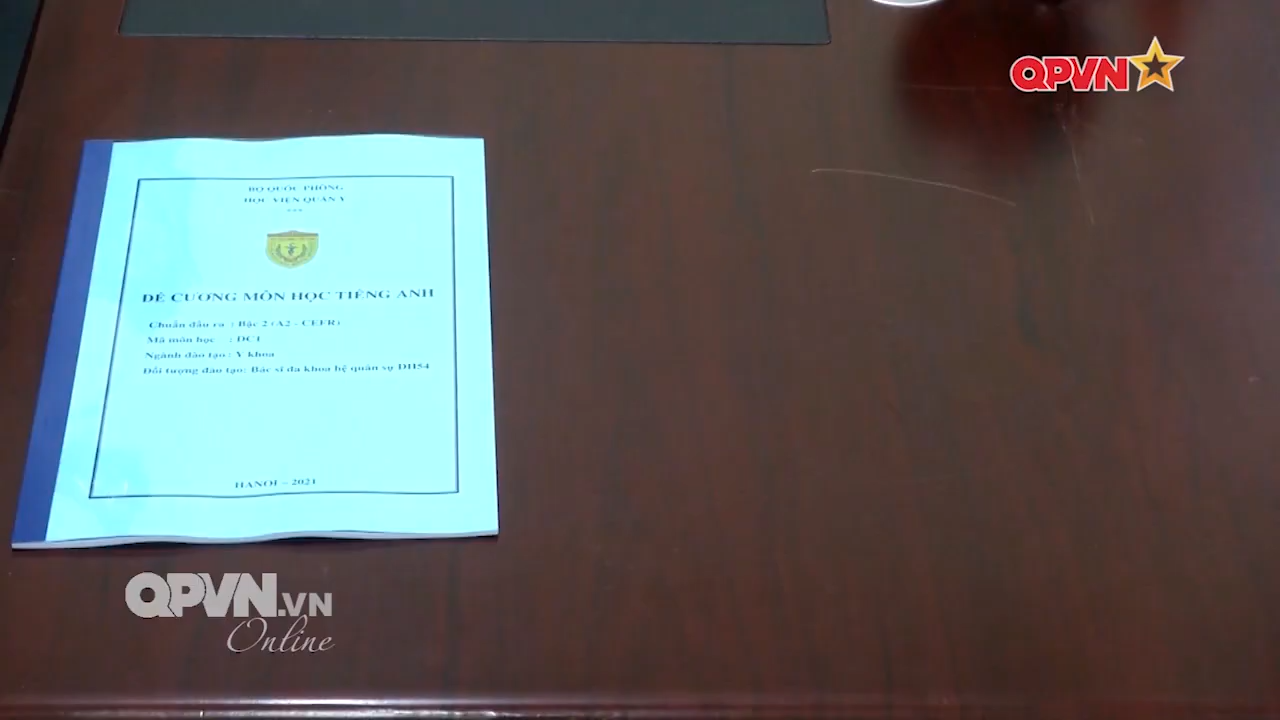 QPVN
BỘ QUỐC PHÒNG
HỌC VIỆN QUÂN Y
***
ĐỀ CƯƠNG MÔN HỌC TIẾNG ANH
Chuẩn đầu ra : Bậc 2 (A2 - CEFR)
Mã môn học : DC1
Ngành đào tạo : Y khoa
Đối tượng đào tạo: Bác sĩ đa khoa hệ quân sự DH54
HANOI – 2021
QPVN.VN
Online